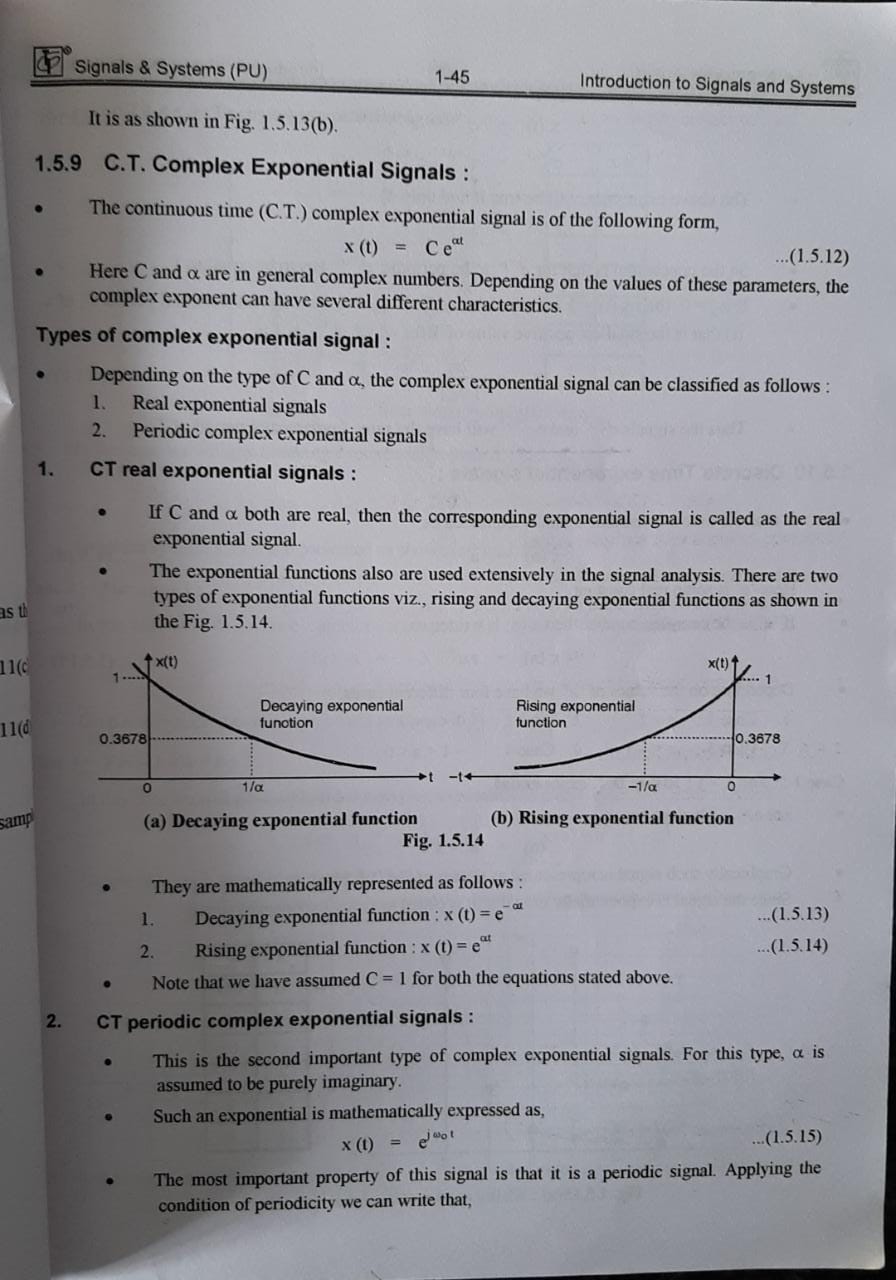 Signals & Systems (PU) 1-45 Introduction to Signals and Systems
It is as shown in Fig. 1.5.13(b).
1.5.9 C.T. Complex Exponential Signals :
• The continuous time (C.T.) complex exponential signal is of the following form,
x (t) = C e^αt ...(1.5.12)
• Here C and α are in general complex numbers. Depending on the values of these parameters, the
complex exponent can have several different characteristics.
Types of complex exponential signal :
• Depending on the type of C and α, the complex exponential signal can be classified as follows :
1. Real exponential signals
2. Periodic complex exponential signals
1. CT real exponential signals :
• If C and α both are real, then the corresponding exponential signal is called as the real
exponential signal.
• The exponential functions also are used extensively in the signal analysis. There are two
types of exponential functions viz., rising and decaying exponential functions as shown in
the Fig. 1.5.14.
as th
11(c
11(d
samp
x(t)
1
Decaying exponential
function
0.3678
0 1/α t
x(t)
1
Rising exponential
function
0.3678
-t -1/α 0
(a) Decaying exponential function (b) Rising exponential function
Fig. 1.5.14
• They are mathematically represented as follows :
1. Decaying exponential function : x (t) = e^-αt ...(1.5.13)
2. Rising exponential function : x (t) = e^αt ...(1.5.14)
• Note that we have assumed C = 1 for both the equations stated above.
2. CT periodic complex exponential signals :
• This is the second important type of complex exponential signals. For this type, α is
assumed to be purely imaginary.
• Such an exponential is mathematically expressed as,
x (t) = e^j ω₀ t ...(1.5.15)
• The most important property of this signal is that it is a periodic signal. Applying the
condition of periodicity we can write that,